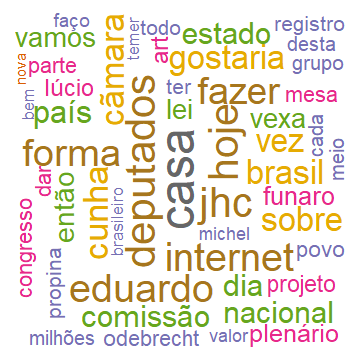 faço
temer
todo
registro
vamos
estado
desta
nova
câmara
art
gostaria
grupo
parte
bem
lúcio
ter
fazer
mesa
país
deputados
lei
hoje
vexa
cada
casa
vez
meio
forma
brasil
dar
então
cunha
brasileiro
jhc
funaro
sobre
congresso
michel
povo
propina
internet
eduardo
dia
projeto
comissão
nacional
milhões
odebrecht
valor
plenário